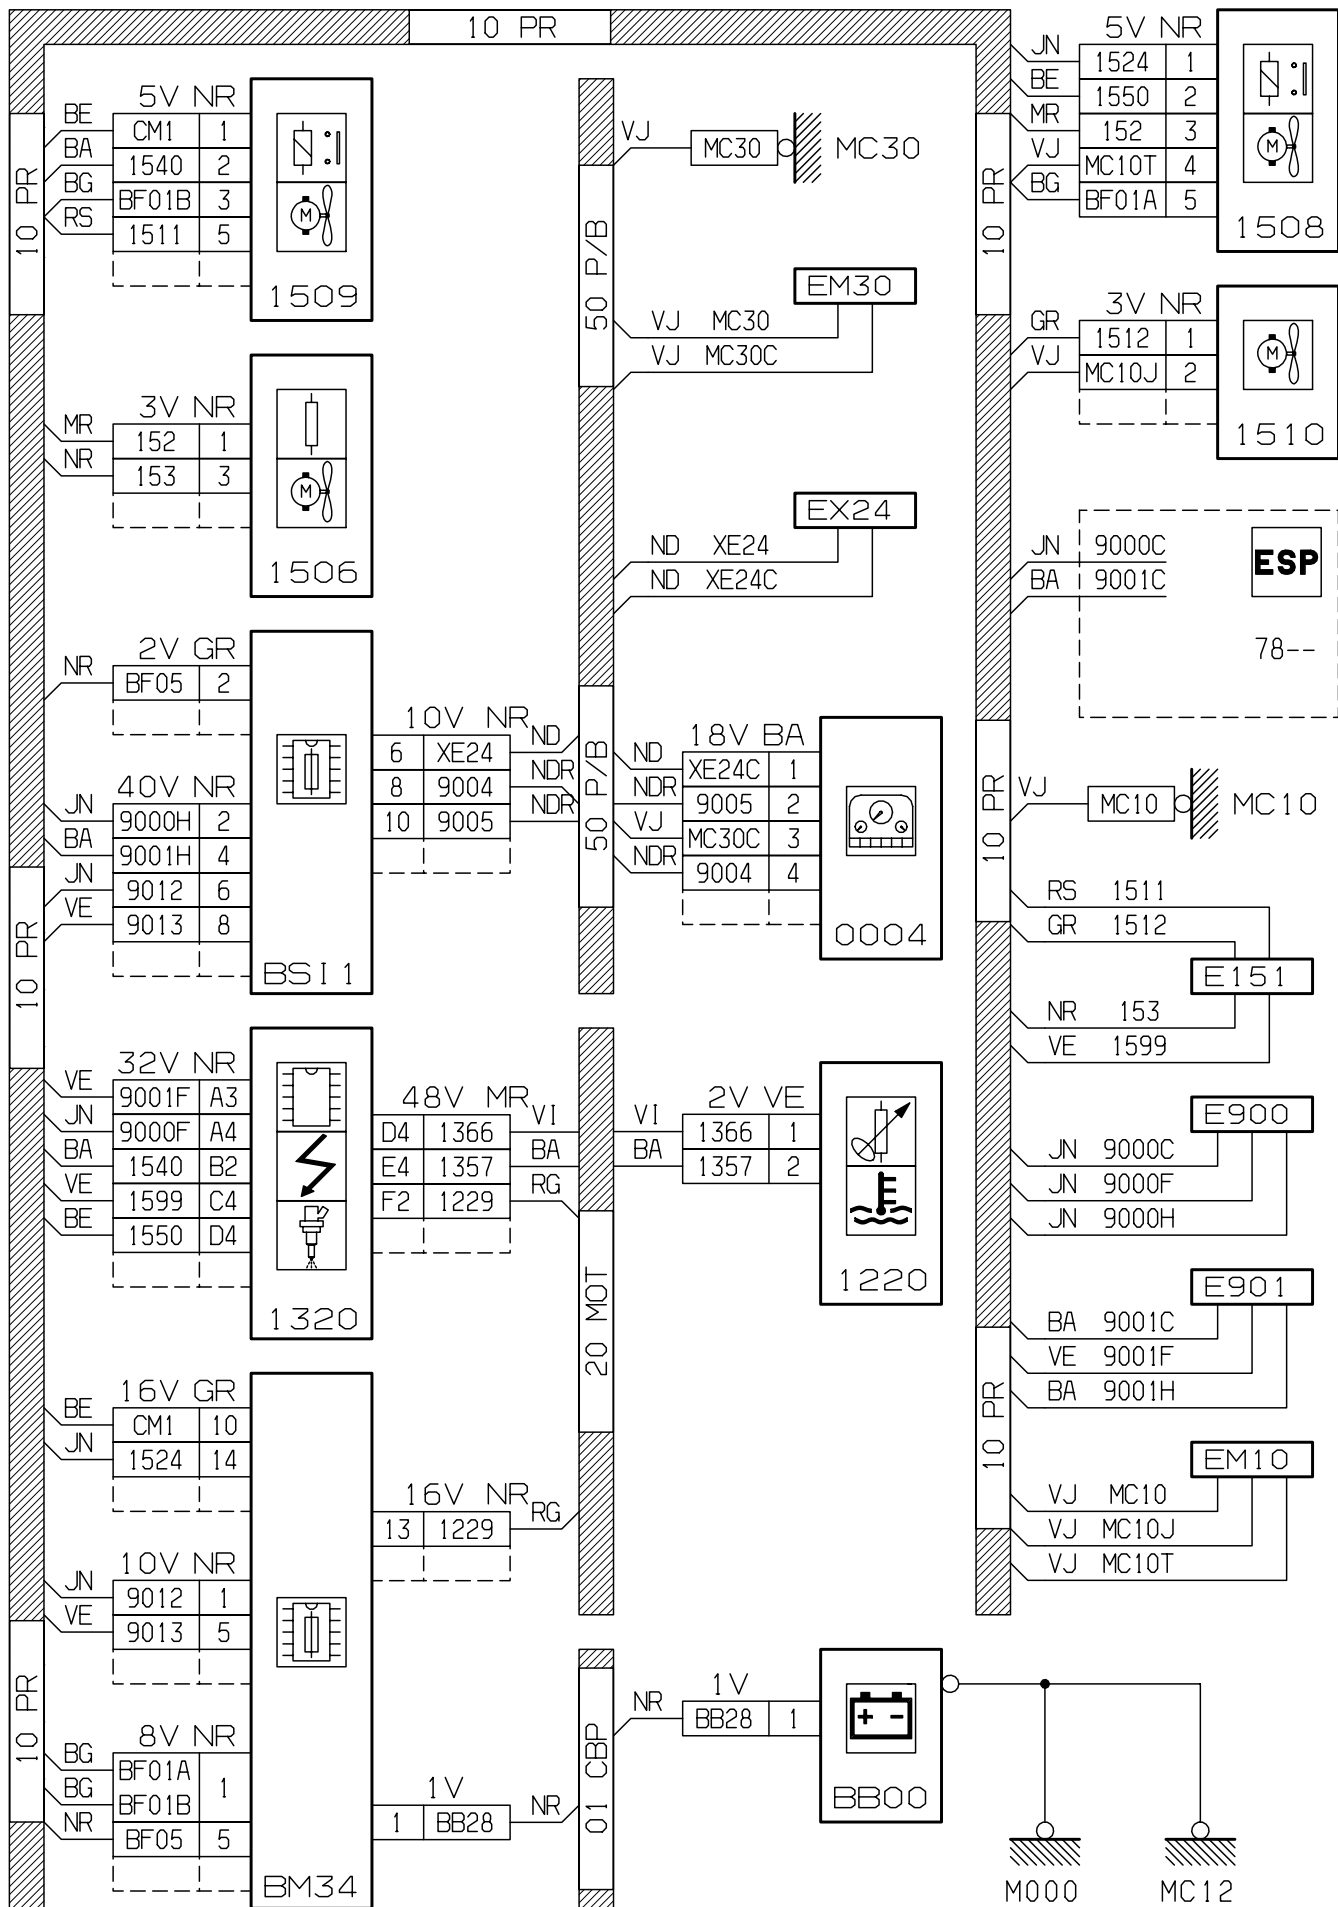 10 PR
5V NR
BE CM1 1
BA 1540 2
BG BF01B 3
RS 1511 5
1509
M
10 PR
3V NR
MR 152 1
NR 153 3
1506
M
2V GR
NR BF05 2
40V NR
JN 9000H 2
BA 9001H 4
JN 9012 6
VE 9013 8
BSI1
10V NR
6 XE24 ND
8 9004 NDR
10 9005 NDR
10 PR
32V NR
VE 9001F A3
JN 9000F A4
BA 1540 B2
VE 1599 C4
BE 1550 D4
1320
48V MR
D4 1366 VI
E4 1357 BA
F2 1229 RG
16V GR
BE CM1 10
JN 1524 14
16V NR
13 1229 RG
10V NR
JN 9012 1
VE 9013 5
10 PR
8V NR
BG BF01A 1
BG BF01B
NR BF05 5
1V
1 BB28 NR
BM34
VJ MC30 MC30
50 P/B
EM30
VJ MC30
VJ MC30C
EX24
ND XE24
ND XE24C
50 P/B
18V BA
ND XE24C 1
NDR 9005 2
VJ MC30C 3
NDR 9004 4
0004
2V VE
VI 1366 1
BA 1357 2
1220
20 MOT
01 CBP
1V
NR BB28 1
+ -
BB00
M000
MC12
5V NR
JN 1524 1
BE 1550 2
MR 152 3
VJ MC10T 4
BG BF01A 5
1508
M
10 PR
3V NR
GR 1512 1
VJ MC10J 2
1510
M
JN 9000C
BA 9001C
ESP
78--
10 PR
VJ MC10 MC10
RS 1511
GR 1512
E151
NR 153
VE 1599
E900
JN 9000C
JN 9000F
JN 9000H
E901
BA 9001C
VE 9001F
BA 9001H
10 PR
EM10
VJ MC10
VJ MC10J
VJ MC10T